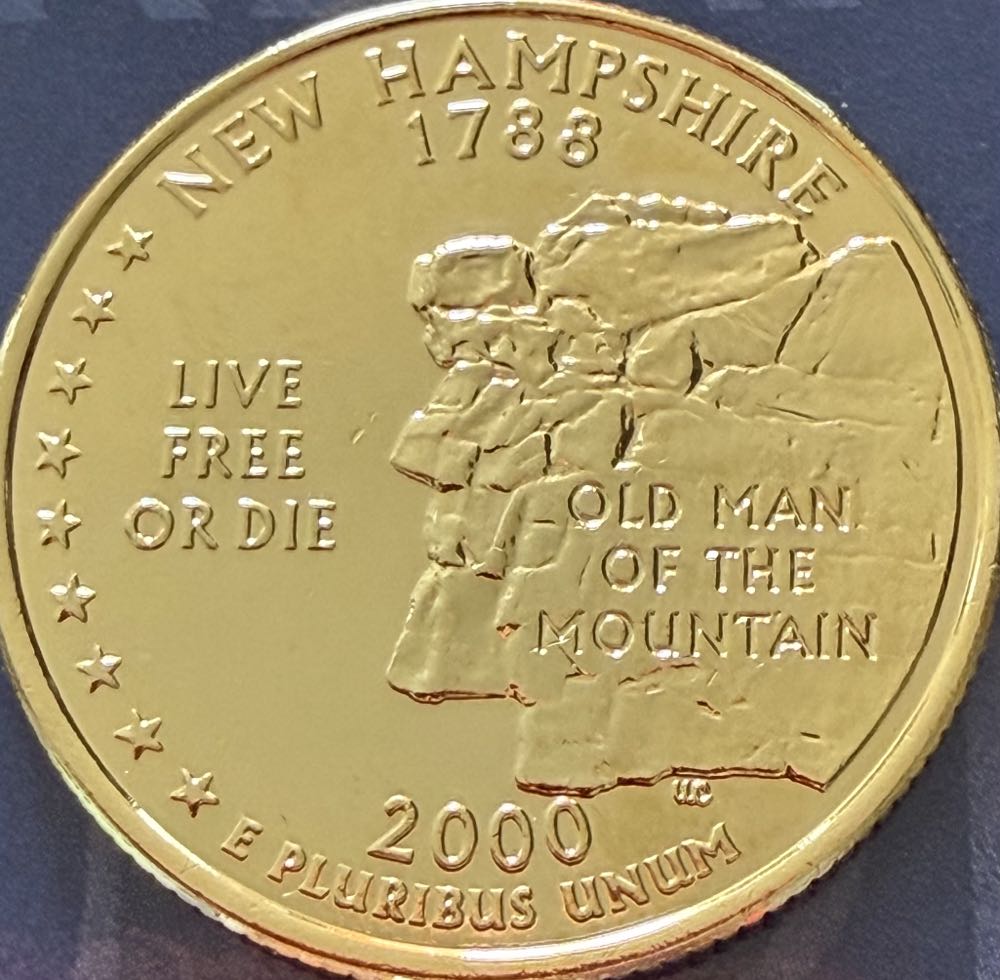 NEW HAMPSHIRE
1788
LIVE
FREE
OR DIE
OLD MAN
OF THE
MOUNTAIN
2000
E PLURIBUS UNUM